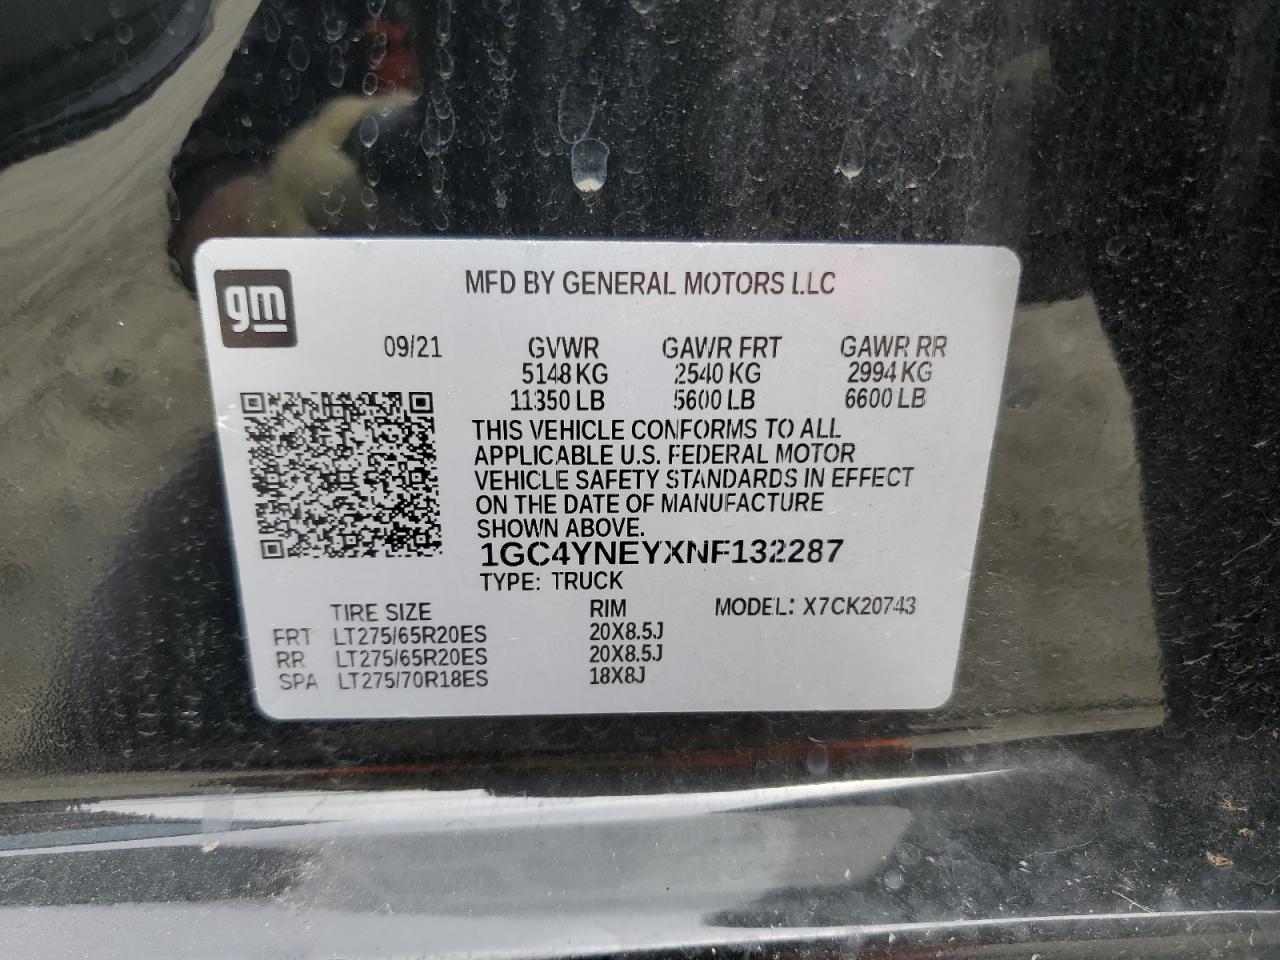 gm
MFD BY GENERAL MOTORS LLC
09/21 GVWR GAWR FRT GAWR RR
5148 KG 2540 KG 2994 KG
11350 LB 5600 LB 6600 LB
THIS VEHICLE CONFORMS TO ALL
APPLICABLE U.S. FEDERAL MOTOR
VEHICLE SAFETY STANDARDS IN EFFECT
ON THE DATE OF MANUFACTURE
SHOWN ABOVE.
1GC4YNEYXNF132287
TYPE: TRUCK
TIRE SIZE RIM MODEL: X7CK20743
FRT LT275/65R20ES 20X8.5J
RR LT275/65R20ES 20X8.5J
SPA LT275/70R18ES 18X8J